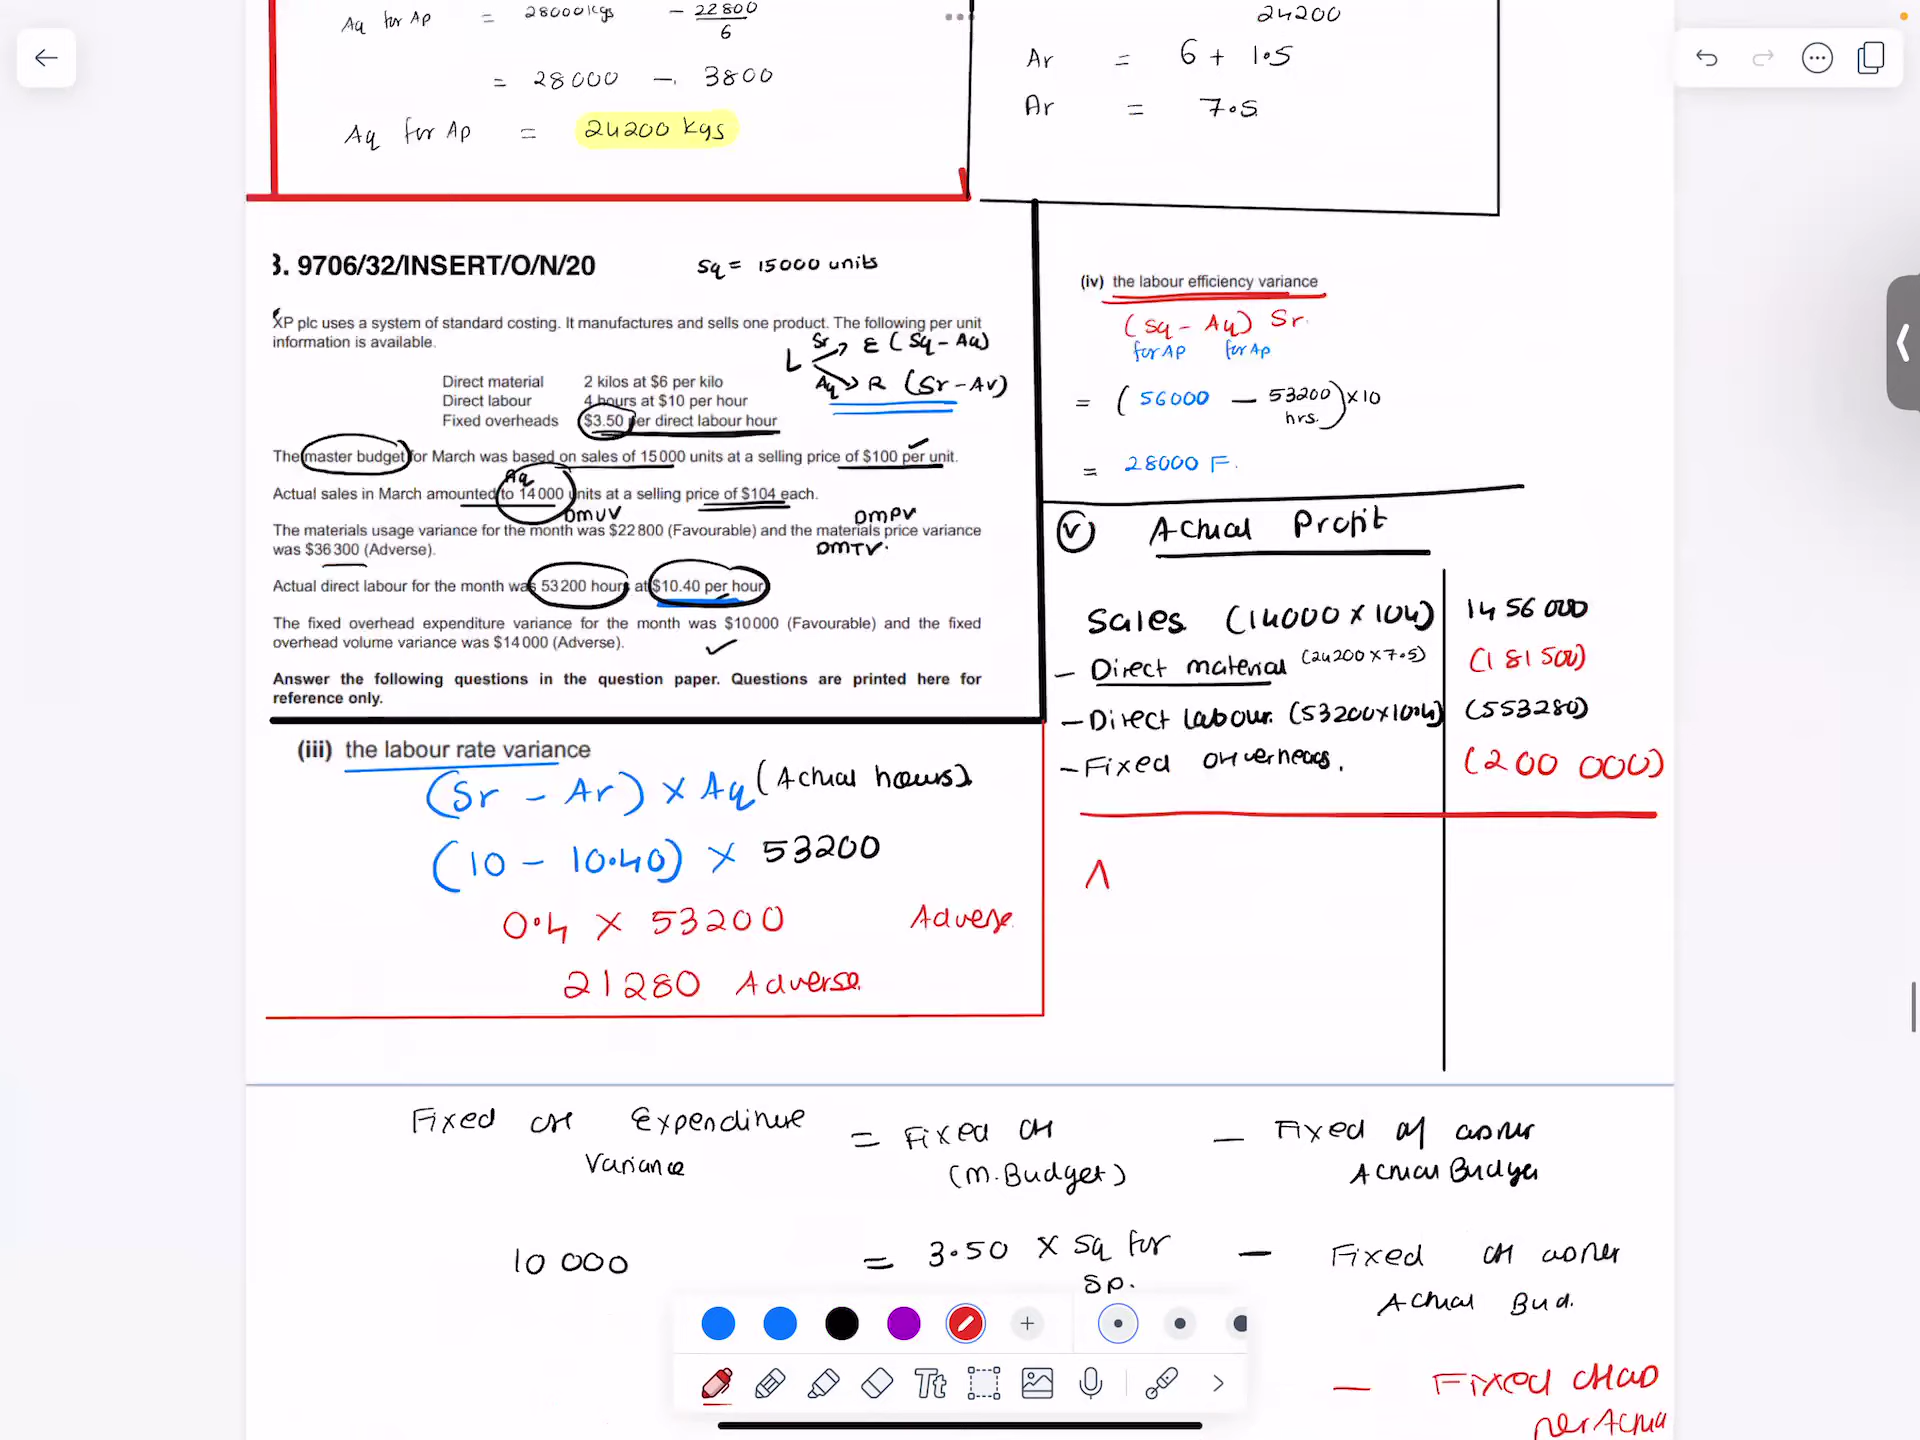 Aq for Ap = 28000kgs - 22800
6
= 28000 - 3800
Aq for Ap = 24200 kgs
24200
Ar = 6 + 1.5
Ar = 7.5
3. 9706/32/INSERT/O/N/20
Sq = 15000 units
XP plc uses a system of standard costing. It manufactures and sells one product. The following per unit
information is available.
L Sr E (Sq - Aq)
Aq R (Sr - Ar)
Direct material 2 kilos at $6 per kilo
Direct labour 4 hours at $10 per hour
Fixed overheads $3.50 per direct labour hour
The master budget for March was based on sales of 15 000 units at a selling price of $100 per unit.
Aq
Actual sales in March amounted to 14 000 units at a selling price of $104 each.
DMUV DMPV
The materials usage variance for the month was $22 800 (Favourable) and the materials price variance
was $36 300 (Adverse).
DMTV.
Actual direct labour for the month was 53 200 hours at $10.40 per hour
The fixed overhead expenditure variance for the month was $10 000 (Favourable) and the fixed
overhead volume variance was $14 000 (Adverse).
Answer the following questions in the question paper. Questions are printed here for
reference only.
(iii) the labour rate variance
(Sr - Ar) x Aq (Actual hours)
(10 - 10.40) x 53200
0.4 x 53200 Adverse.
21280 Adverse.
(iv) the labour efficiency variance
(Sq - Aq) Sr.
for AP for Ap
= (56000 - 53200) x 10
hrs.
= 28000 F.
(v) Actual Profit
Sales (14000 x 104) 1456 000
- Direct material (24200 x 7.5) (181 500)
- Direct labour. (53200x10.4) (553280)
- Fixed overheads. (200 000)
Fixed OH Expenditure = Fixed OH - Fixed
Variance (M. Budget) Actual Budget
10 000 = 3.50 x Sq for - Fixed OH
Sp. Actual Bud.
- Fixed
Tt